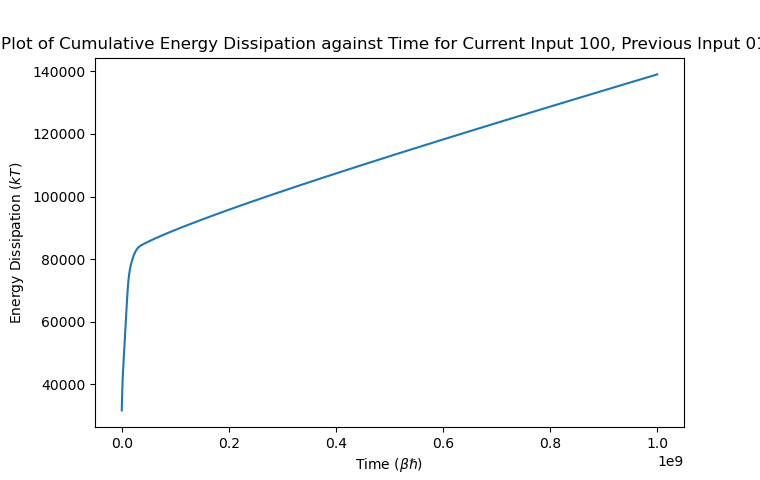 Plot of Cumulative Energy Dissipation against Time for Current Input 100, Previous Input 01
140000
120000
100000
80000
60000
40000
Energy Dissipation (kT)
0.0 0.2 0.4 0.6 0.8 1.0
1e9
Time (βℏ)